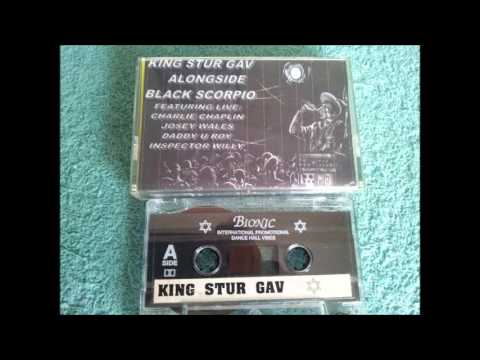 KING STUR GAV
ALONGSIDE
BLACK SCORPIO
FEATURING LIVE:
CHARLIE CHAPLIN
JOSEY WALES
DADDY U ROY
INSPECTOR WILLY
BIONIC
INTERNATIONAL PROMOTIONAL
DANCE HALL VIBES
A
SIDE
KING STUR GAV